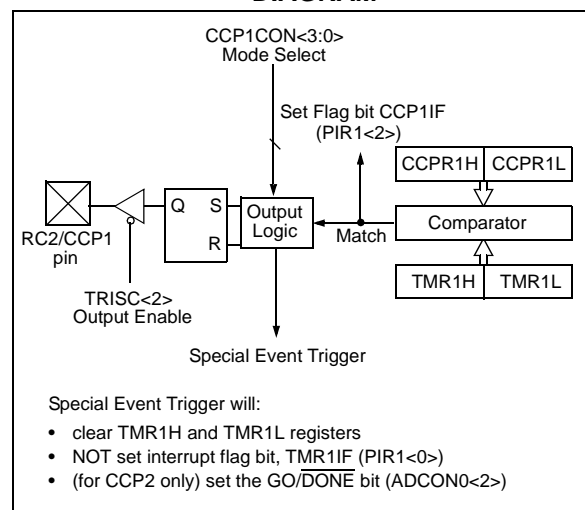 DIAGRAM
CCP1CON<3:0>
Mode Select
Set Flag bit CCP1IF
(PIR1<2>)
CCPR1H CCPR1L
Q S
R
Output
Logic
Match
Comparator
RC2/CCP1
pin
TRISC<2>
Output Enable
TMR1H TMR1L
Special Event Trigger
Special Event Trigger will:
• clear TMR1H and TMR1L registers
• NOT set interrupt flag bit, TMR1IF (PIR1<0>)
• (for CCP2 only) set the GO/DONE bit (ADCON0<2>)